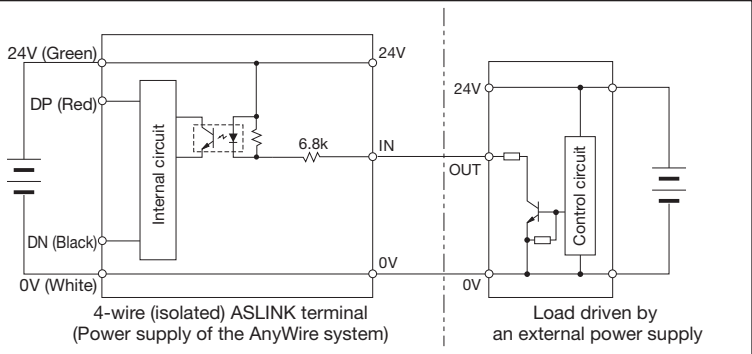 24V (Green)
DP (Red)
DN (Black)
0V (White)
Internal circuit
6.8k
24V
IN
0V
4-wire (isolated) ASLINK terminal
(Power supply of the AnyWire system)
24V
OUT
0V
Control circuit
Load driven by
an external power supply